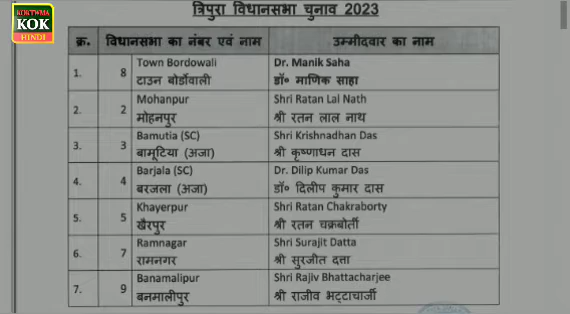 KOKTWMA
KOK
HINDI
त्रिपुरा विधानसभा चुनाव 2023
क्र. विधानसभा का नंबर एवं नाम उम्मीदवार का नाम
1. 8 Town Bordowali Dr. Manik Saha
टाउन बोर्डोवाली डॉ॰ माणिक साहा
2. 2 Mohanpur Shri Ratan Lal Nath
मोहनपुर श्री रतन लाल नाथ
3. 3 Bamutia (SC) Shri Krishnadhan Das
बामूटिया (अजा) श्री कृष्णाधन दास
4. 4 Barjala (SC) Dr. Dilip Kumar Das
बरजला (अजा) डॉ॰ दिलीप कुमार दास
5. 5 Khayerpur Shri Ratan Chakraborty
खैरपुर श्री रतन चक्रबोर्ती
6. 7 Ramnagar Shri Surajit Datta
रामनगर श्री सुरजीत दत्ता
7. 9 Banamalipur Shri Rajiv Bhattacharjee
बनमालीपुर श्री राजीव भट्टाचार्जी